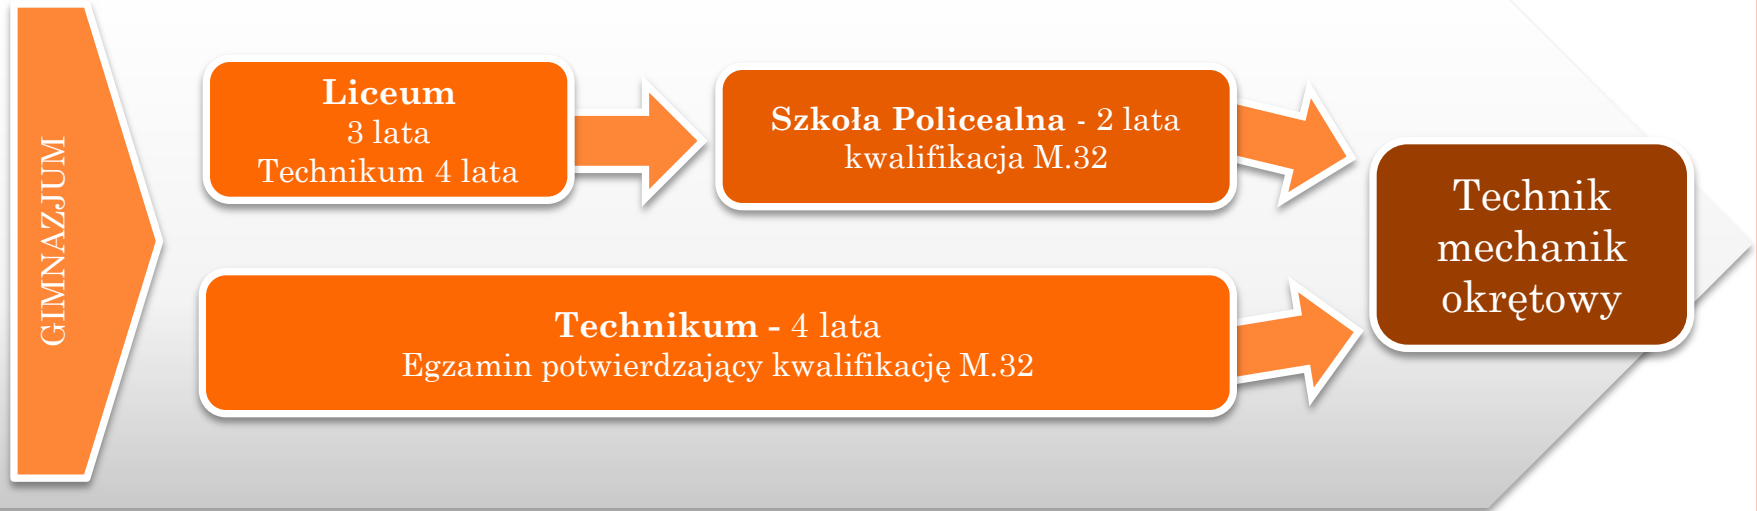 GIMNAZJUM
Liceum
3 lata
Technikum 4 lata
Szkoła Policealna - 2 lata
kwalifikacja M.32
Technikum - 4 lata
Egzamin potwierdzający kwalifikację M.32
Technik
mechanik
okrętowy